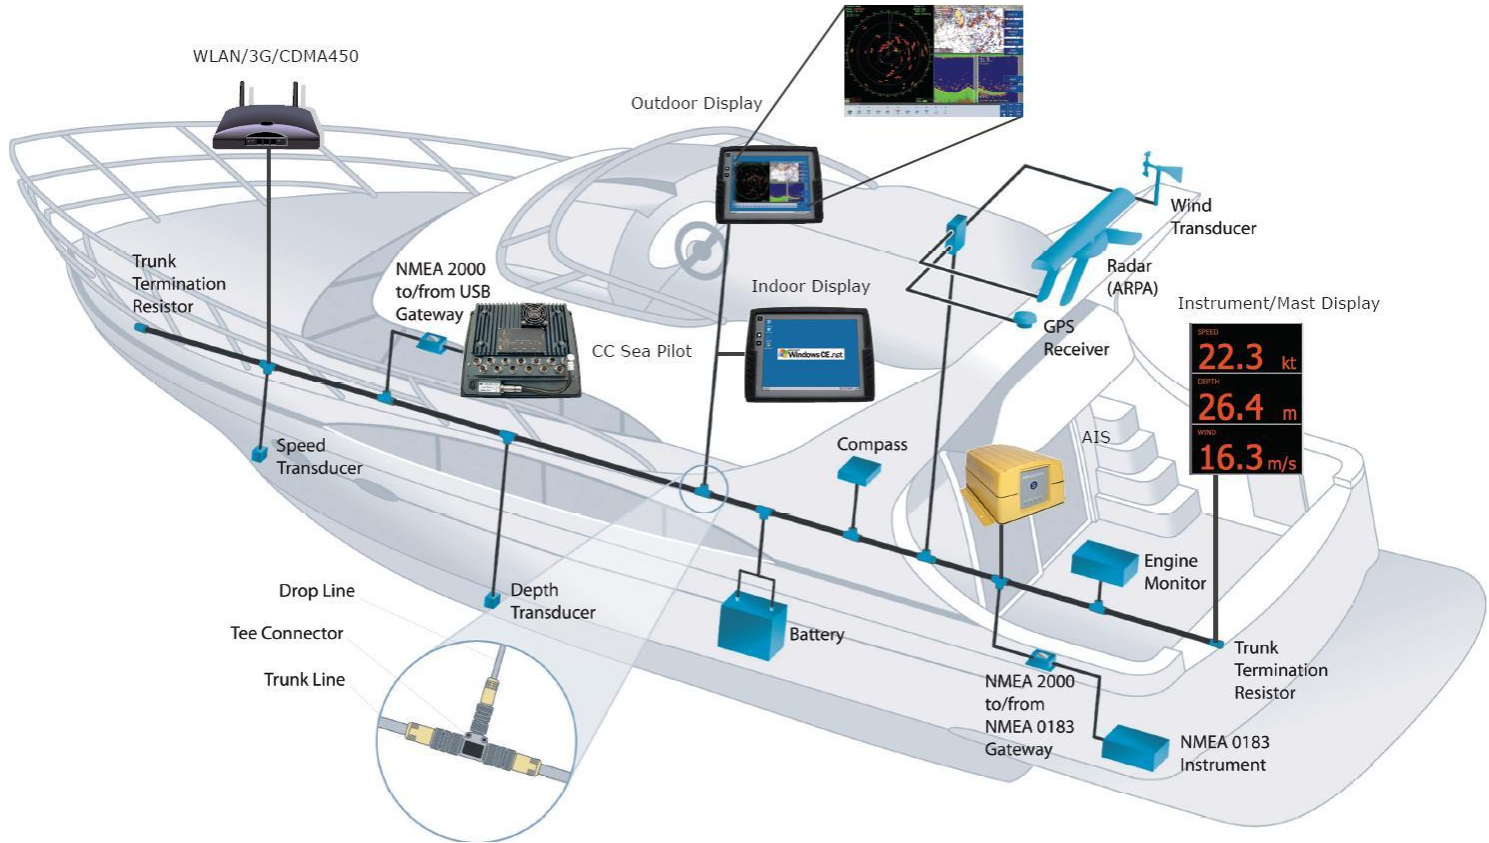 WLAN/3G/CDMA450
Outdoor Display
Trunk
Termination
Resistor
NMEA 2000
to/from USB
Gateway
CC Sea Pilot
Indoor Display
Windows CE.net
Wind
Transducer
Radar
(ARPA)
GPS
Receiver
Instrument/Mast Display
SPEED
22.3 kt
DEPTH
26.4 m
WIND
16.3 m/s
Speed
Transducer
Compass
AIS
Engine
Monitor
Drop Line
Tee Connector
Trunk Line
Depth
Transducer
Battery
NMEA 2000
to/from
NMEA 0183
Gateway
Trunk
Termination
Resistor
NMEA 0183
Instrument